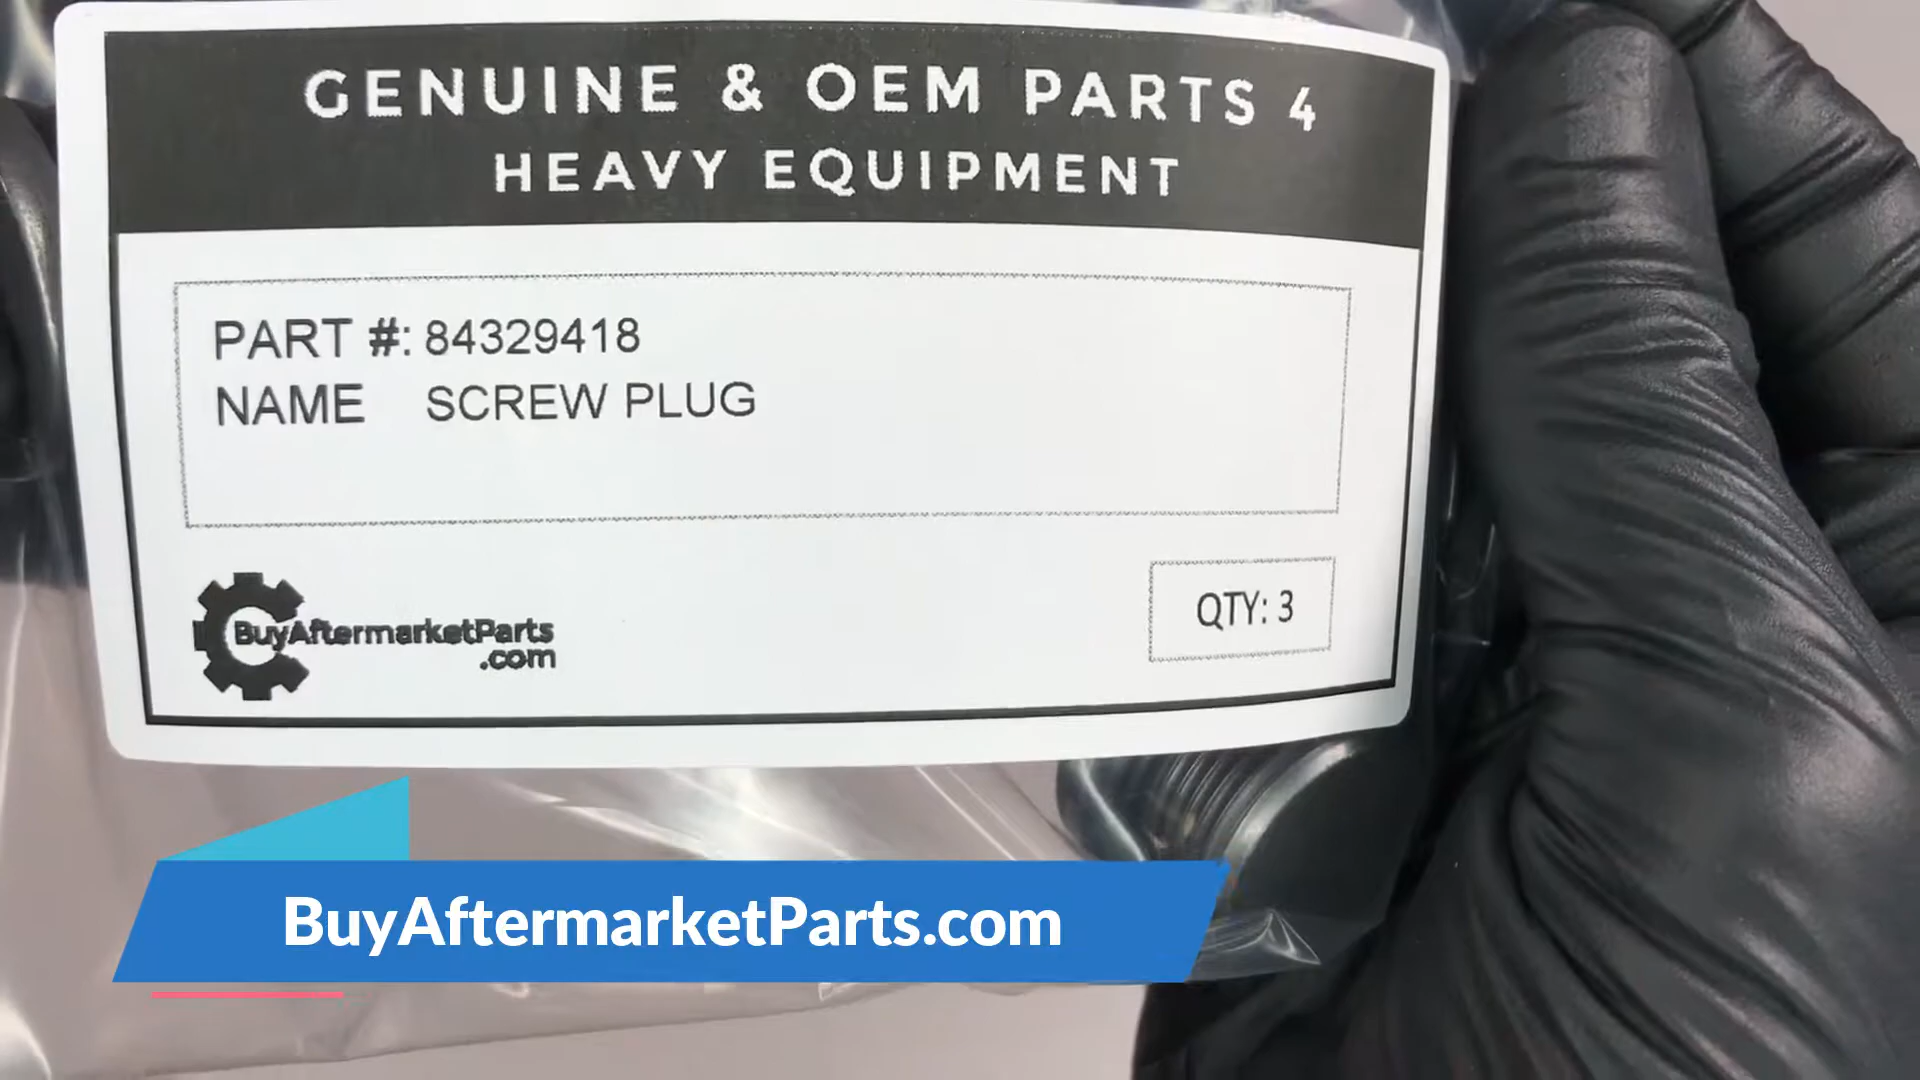 GENUINE & OEM PARTS 4
HEAVY EQUIPMENT
PART #: 84329418
NAME SCREW PLUG
BuyAftermarketParts
.com
QTY: 3
BuyAftermarketParts.com